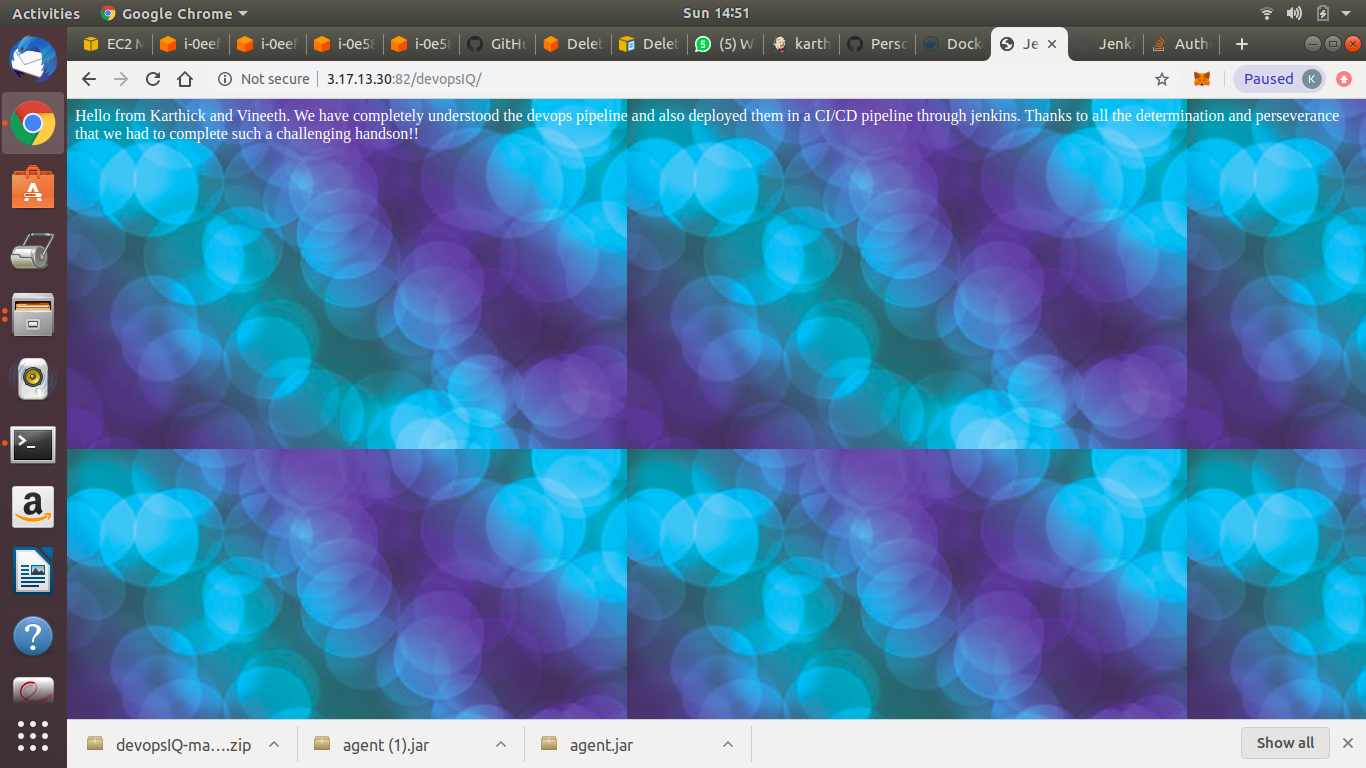 Activities Google Chrome Sun 14:51
EC2 M i-0eef i-0eef i-0e58 i-0e58 GitHu Delet Delet (5) W karth Perso Dock Je Jenki Auth
Not secure 3.17.13.30:82/devopsIQ/ Paused K
Hello from Karthick and Vineeth. We have completely understood the devops pipeline and also deployed them in a CI/CD pipeline through jenkins. Thanks to all the determination and perseverance
that we had to complete such a challenging handson!!
devopsIQ-ma....zip agent (1).jar agent.jar Show all